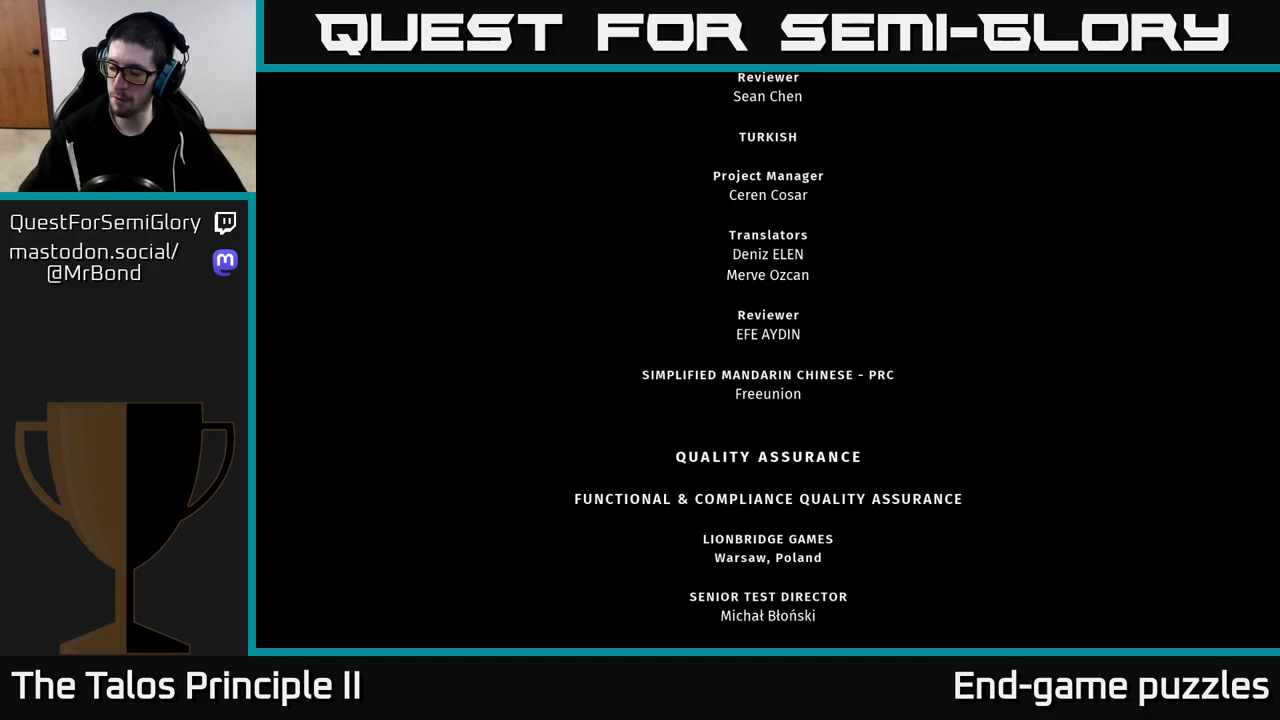 QUEST FOR SEMI-GLORY
Reviewer
Sean Chen
TURKISH
Project Manager
Ceren Cosar
Translators
Deniz ELEN
Merve Ozcan
Reviewer
EFE AYDIN
SIMPLIFIED MANDARIN CHINESE - PRC
Freeunion
QUALITY ASSURANCE
FUNCTIONAL & COMPLIANCE QUALITY ASSURANCE
LIONBRIDGE GAMES
Warsaw, Poland
SENIOR TEST DIRECTOR
Michał Błoński
QuestForSemiGlory
mastodon.social/
@MrBond
The Talos Principle II
End-game puzzles